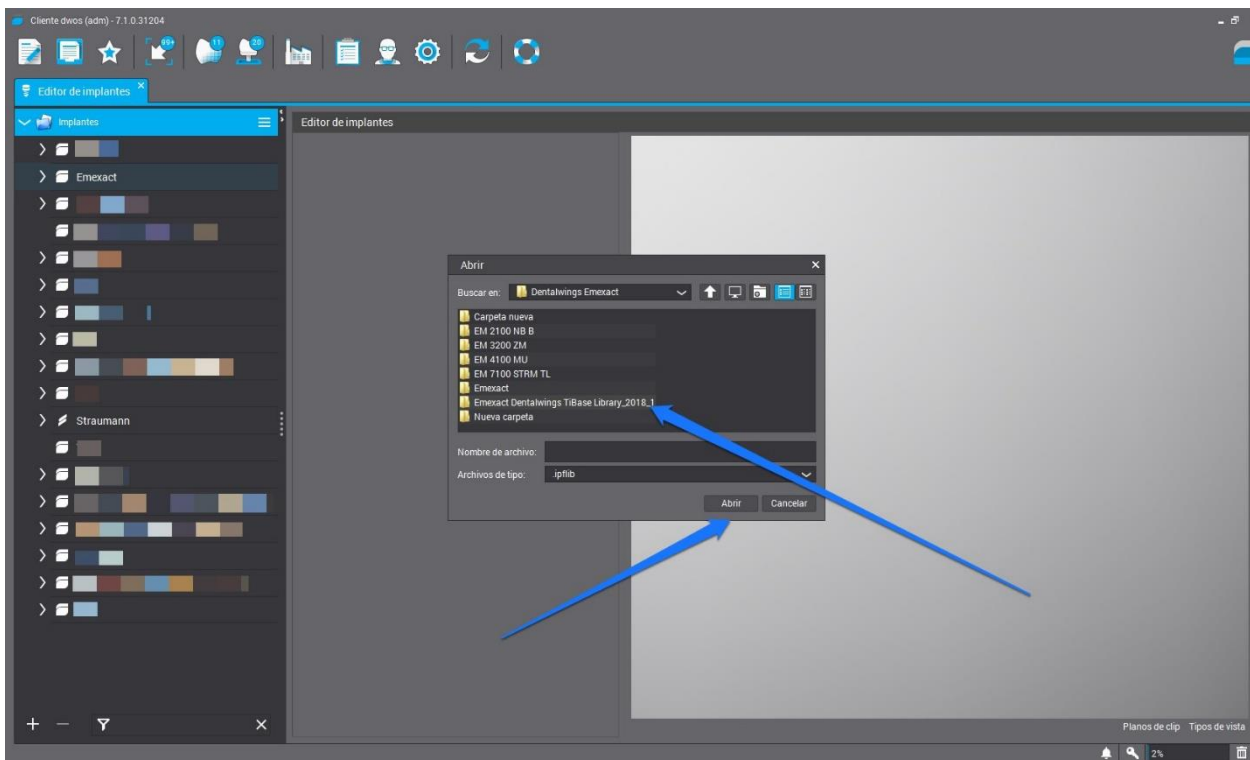 Cliente dwos (adm) - 7.1.0.31204
99+
11
20
Editor de implantes
Implantes
Editor de implantes
Emexact
Straumann
Abrir
Buscar en: Dentalwings Emexact
Carpeta nueva
EM 2100 NB B
EM 3200 ZM
EM 4100 MU
EM 7100 STRM TL
Emexact
Emexact Dentalwings TiBase Library_2018_1
Nueva carpeta
Nombre de archivo:
Archivos de tipo: .ipflib
Abrir Cancelar
Planos de clip Tipos de vista
2%